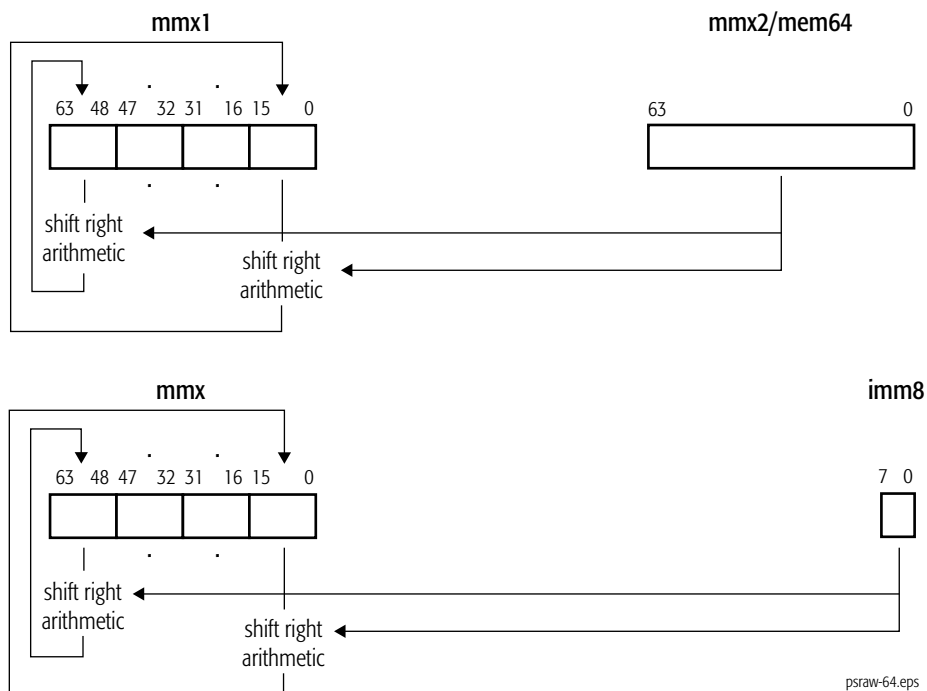 mmx1 mmx2/mem64
. .
63 48 47 32 31 16 15 0 63 0
. .
shift right
arithmetic
shift right
arithmetic
mmx imm8
. .
63 48 47 32 31 16 15 0 7 0
. .
shift right
arithmetic
shift right
arithmetic
psraw-64.eps